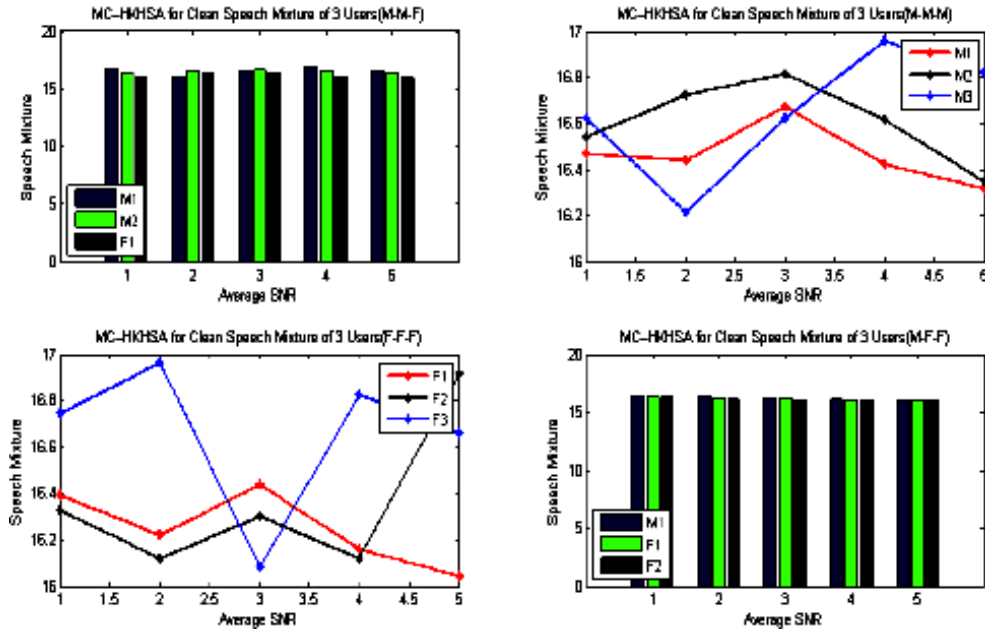 MC-HKHSA for Clean Speech Mixture of 3 Users(M-M-F)
20
15
10
5
0
Speech Mixture
M1
M2
F1
1 2 3 4 5
Average SNR
MC-HKHSA for Clean Speech Mixture of 3 Users(M-M-M)
17
16.8
16.6
16.4
16.2
16
Speech Mixture
M1
M2
M3
1 1.5 2 2.5 3 3.5 4 4.5 5
Average SNR
MC-HKHSA for Clean Speech Mixture of 3 Users(F-F-F)
17
16.8
16.6
16.4
16.2
16
Speech Mixture
F1
F2
F3
1 1.5 2 2.5 3 3.5 4 4.5 5
Average SNR
MC-HKHSA for Clean Speech Mixture of 3 Users(M-F-F)
20
15
10
5
0
Speech Mixture
M1
F1
F2
1 2 3 4 5
Average SNR